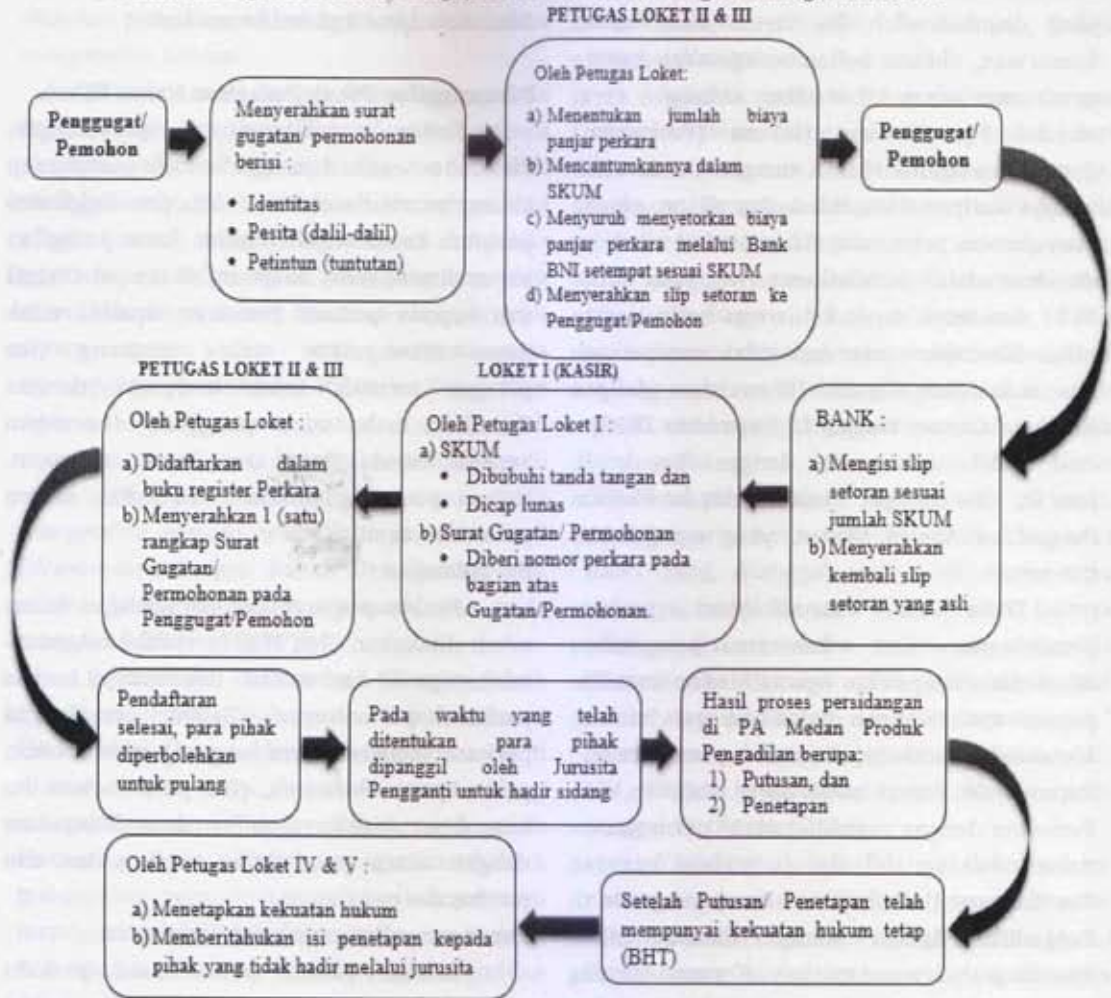 PETUGAS LOKET II & III
Penggugat/
Pemohon
Menyerahkan surat
gugatan permohonan
berisi :
• Identitas
• Pesita (dalil-dalil)
• Petintun (tuntutan)
Oleh Petugas Loket:
a) Menentukan jumlah biaya
panjar perkara
b) Mencantumkannya dalam
SKUM
c) Menyuruh menyetorkan biaya
panjar perkara melalui Bank
BNI setempat sesuai SKUM
d) Menyerahkan slip setoran ke
Penggugat Pemohon
Penggugat/
Pemohon
BANK :
a) Mengisi slip
setoran sesuai
jumlah SKUM
b) Menyerahkan
kembali slip
setoran yang asli
LOKET I (KASIR)
Oleh Petugas Loket I :
a) SKUM
• Dibubuhi tanda tangan dan
• Dicap lunas
b) Surat Gugatan/ Permohonan
• Diberi nomor perkara pada
bagian atas
Gugatan/Permohonan.
PETUGAS LOKET II & III
Oleh Petugas Loket :
a) Didaftarkan dalam
buku register Perkara
b) Menyerahkan 1 (satu)
rangkap Surat
Gugatan/
Permohonan pada
Penggugat/Pemohon
Pendaftaran
selesai, para pihak
diperbolehkan
untuk pulang
Pada waktu yang telah
ditentukan para pihak
dipanggil oleh Jurusita
Pengganti untuk hadir sidang
Hasil proses persidangan
di PA Medan Produk
Pengadilan berupa:
1) Putusan, dan
2) Penetapan
Setelah Putusan/ Penetapan telah
mempunyai kekuatan hukum tetap
(BHT)
Oleh Petugas Loket IV & V :
a) Menetapkan kekuatan hukum
b) Memberitahukan isi penetapan kepada
pihak yang tidak hadir melalui jurusita